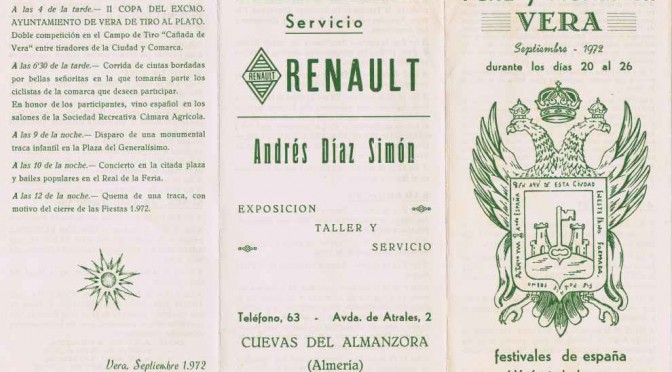 A las 4 de la tarde.— II COPA DEL EXCMO.
AYUNTAMIENTO DE VERA DE TIRO AL PLATO.
Doble competición en el Campo de Tiro "Cañada de
Vera" entre tiradores de la Ciudad y Comarca.
A las 6'30 de la tarde.— Corrida de cintas bordadas
por bellas señoritas en la que tomarán parte los
ciclistas de la comarca que deseen participar.
En honor de los participantes, vino español en los
salones de la Sociedad Recreativa Cámara Agrícola.
A las 9 de la noche.— Disparo de una monumental
traca infantil en la Plaza del Generalísimo.
A las 10 de la noche.— Concierto en la citada plaza
y bailes populares en el Real de la Feria.
A las 12 de la noche.— Quema de una traca, con
motivo del cierre de las Fiestas 1.972.
Vera, Septiembre 1.972
Servicio
RENAULT
RENAULT
Andrés Díaz Simón
EXPOSICION
TALLER Y
SERVICIO
Teléfono, 63 - Avda. de Atrales, 2
CUEVAS DEL ALMANZORA
(Almería)
VERA
Septiembre - 1972
durante los días 20 al 26
DE ESTA CIUDAD
festivales de españa